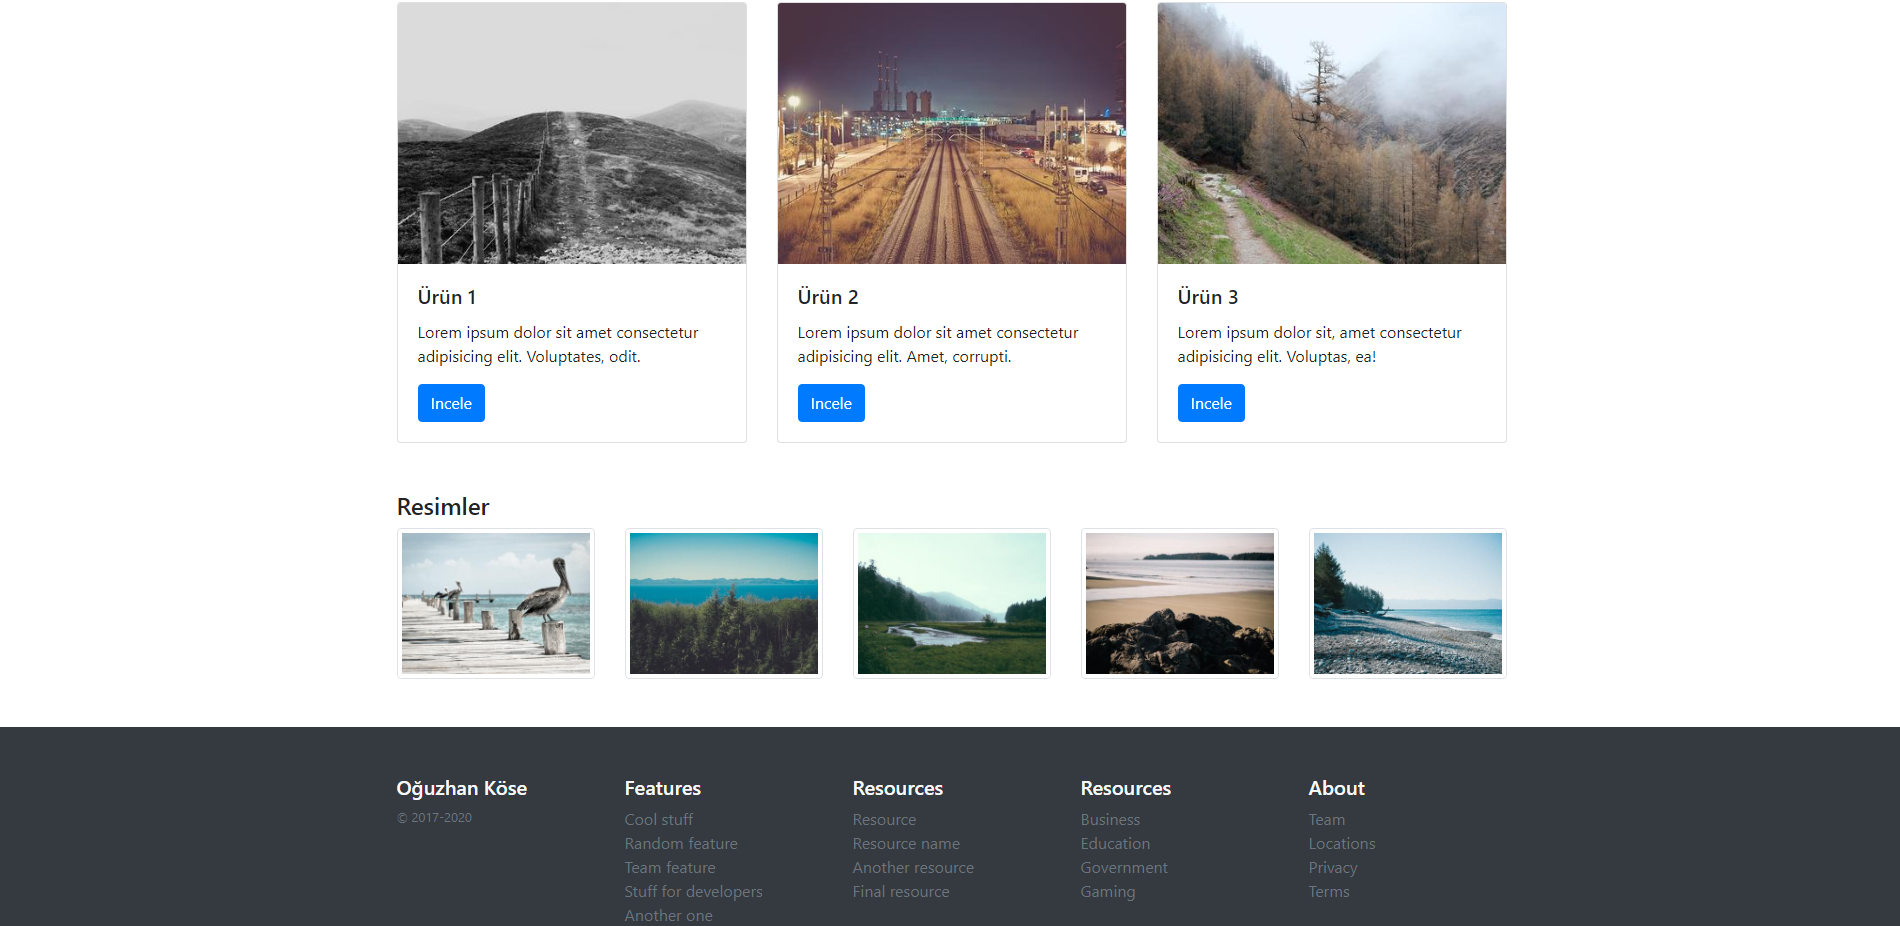 Ürün 1
Lorem ipsum dolor sit amet consectetur
adipisicing elit. Voluptates, odit.
Incele
Ürün 2
Lorem ipsum dolor sit amet consectetur
adipisicing elit. Amet, corrupti.
Incele
Ürün 3
Lorem ipsum dolor sit, amet consectetur
adipisicing elit. Voluptas, ea!
Incele
Resimler
Oğuzhan Köse
© 2017-2020
Features
Cool stuff
Random feature
Team feature
Stuff for developers
Another one
Resources
Resource
Resource name
Another resource
Final resource
Resources
Business
Education
Government
Gaming
About
Team
Locations
Privacy
Terms